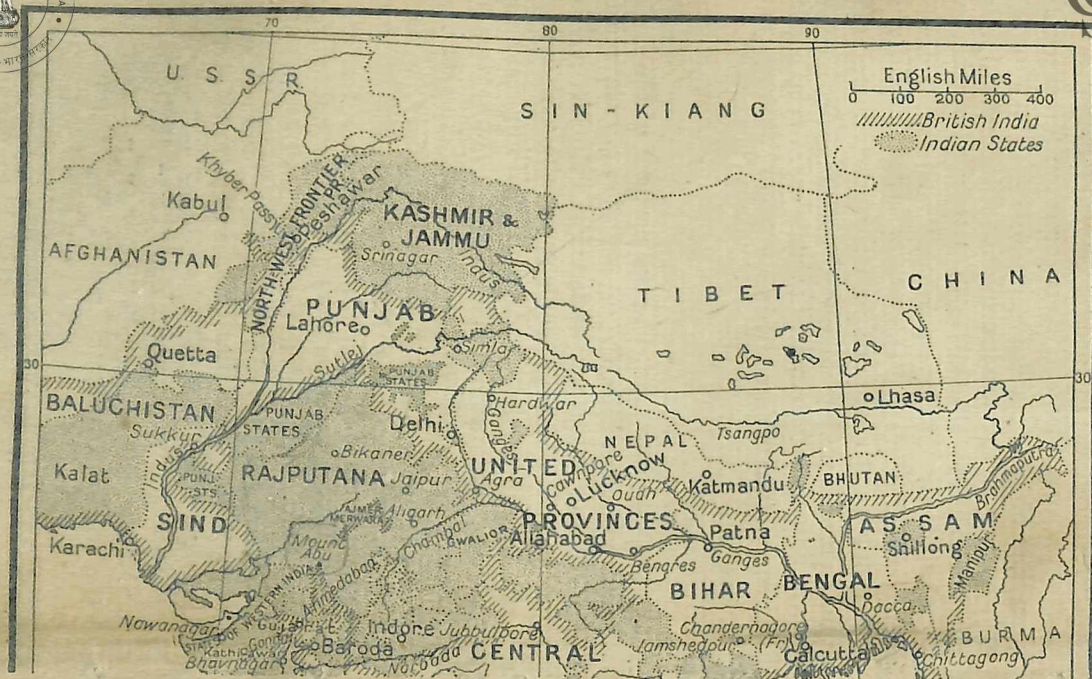 70
80
90
English Miles
0 100 200 300 400
British India
Indian States
U. S. S. R
SIN-KIANG
Khyber Pass
Kabul
NORTH-WEST FRONTIER
PR.
Peshawar
KASHMIR &
JAMMU
Srinagar
Indus
AFGHANISTAN
TIBET
CHINA
PUNJAB
Lahore
Simla
Quetta
Sutlej
30
30
PUNJAB
STATES
BALUCHISTAN
PUNJAB
STATES
Sukkur
Delhi
Hardwar
Ganges
Lhasa
Tsangpo
NEPAL
Kalat
Indus
PUNJ.
STS.
Bikaner
RAJPUTANA
Jaipur
UNITED
Agra
Cawnpore
Lucknow
Oudh
Katmandu
BHUTAN
Brahmaputra
SIND
Karachi
AJMER
MERWARA
Aligarh
Mount
Abu
Chambal
GWALIOR
PROVINCES
Allahabad
Benares
Patna
Ganges
ASSAM
Shillong
Manipur
BIHAR
BENGAL
Dacca
Nowanagar
WESTERN INDIA
Ahmedabad
Bhavnagar
Baroda
Indore
Jubbulpore
Narbada
CENTRAL
Jamshedpur
Chandernagore
(Fr.)
Calcutta
Chittagong
BURMA